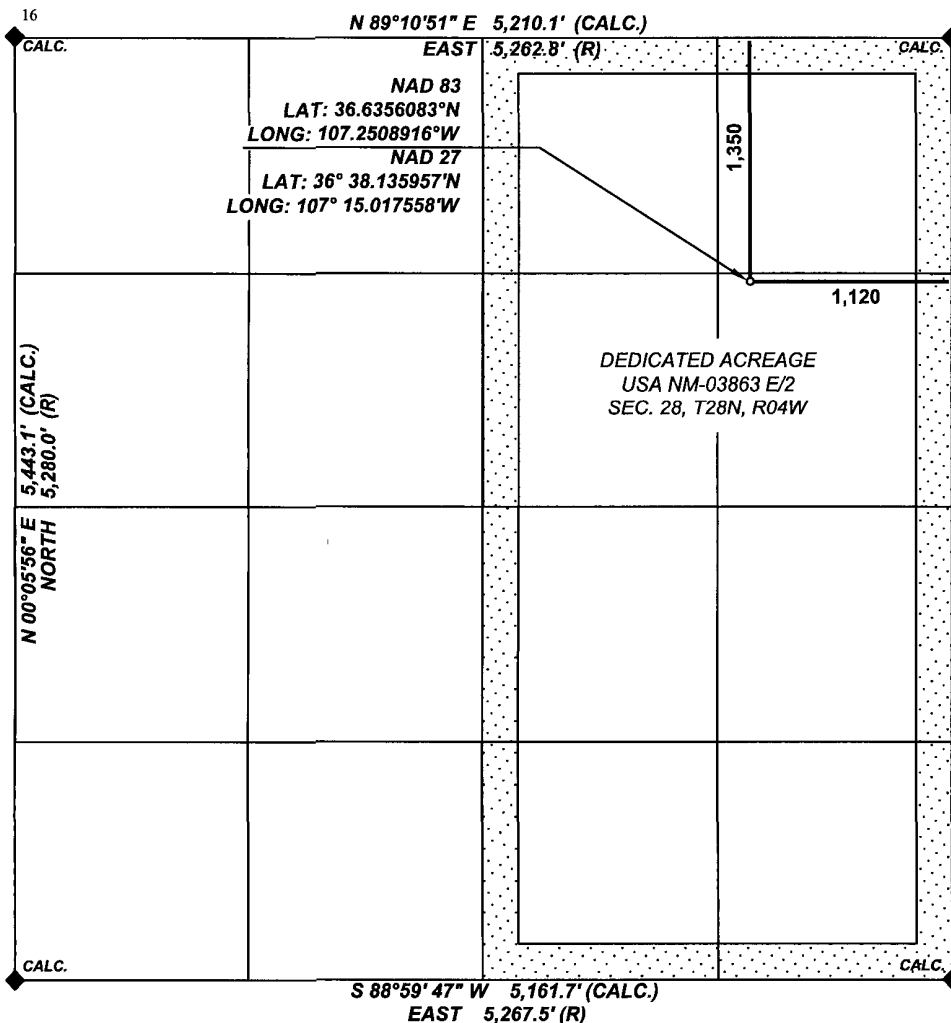 16
N 89°10'51" E 5,210.1' (CALC.)
CALC.
EAST 5,262.8' (R)
CALC.
NAD 83
LAT: 36.6356083°N
LONG: 107.2508916°W
NAD 27
LAT: 36° 38.135957'N
LONG: 107° 15.017558'W
1,350
1,120
DEDICATED ACREAGE
USA NM-03863 E/2
SEC. 28, T28N, R04W
N 00°05'56" E 5,443.1' (CALC.)
NORTH 5,280.0' (R)
CALC.
CALC.
S 88°59'47" W 5,161.7' (CALC.)
EAST 5,267.5' (R)